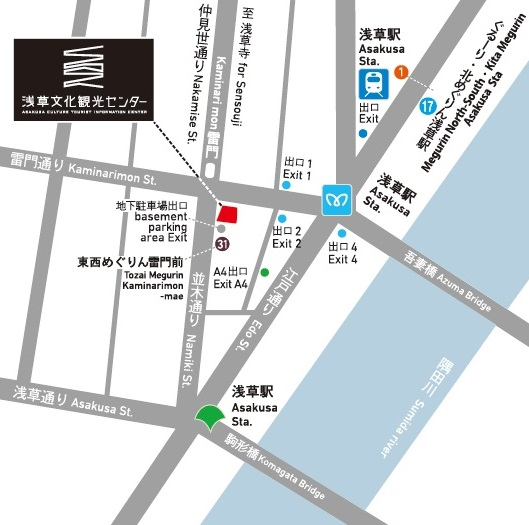 浅草文化観光センター
ASAKUSA CULTURE TOURIST INFORMATION CENTER
仲見世通り Nakamise St.
至 浅草寺 for Sensouji
Kaminari mon 雷門
浅草駅
Asakusa
Sta.
出口
Exit
1
17
ぐるーり・北めぐりん浅草駅
Megurin North-South・Kita Megurin
Asakusa Sta
雷門通り Kaminarimon St.
出口 1
Exit 1
浅草駅
Asakusa
Sta.
地下駐車場出口
basement
parking
area Exit
31
出口 2
Exit 2
出口 4
Exit 4
東西めぐりん雷門前
Tozai Megurin
Kaminarimon
-mae
A4出口
Exit A4
並木通り Namiki St.
江戸通り Edo St.
吾妻橋 Azuma Bridge
隅田川 Sumida river
浅草通り Asakusa St.
浅草駅
Asakusa
Sta.
駒形橋 Komagata Bridge